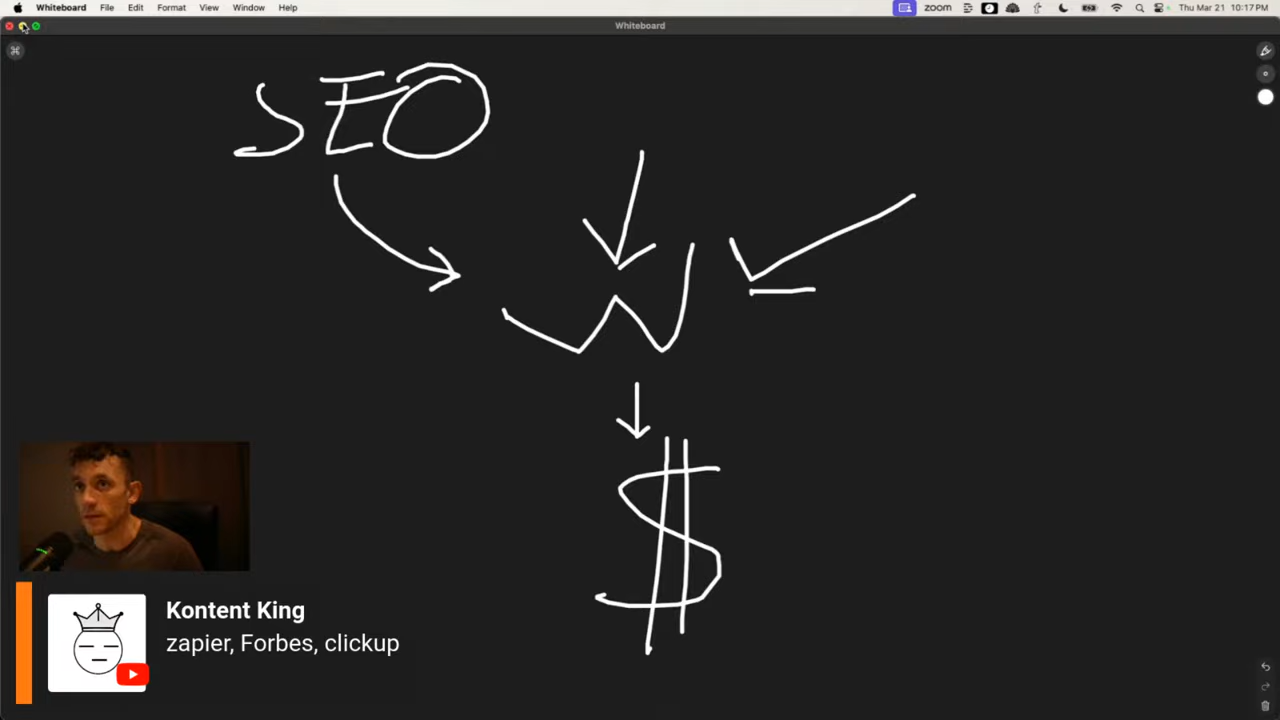 Whiteboard File Edit View Format Window Help zoom Thu Mar 21 10:17 PM
Whiteboard
SEO
W
$
Kontent King
zapier, Forbes, clickup